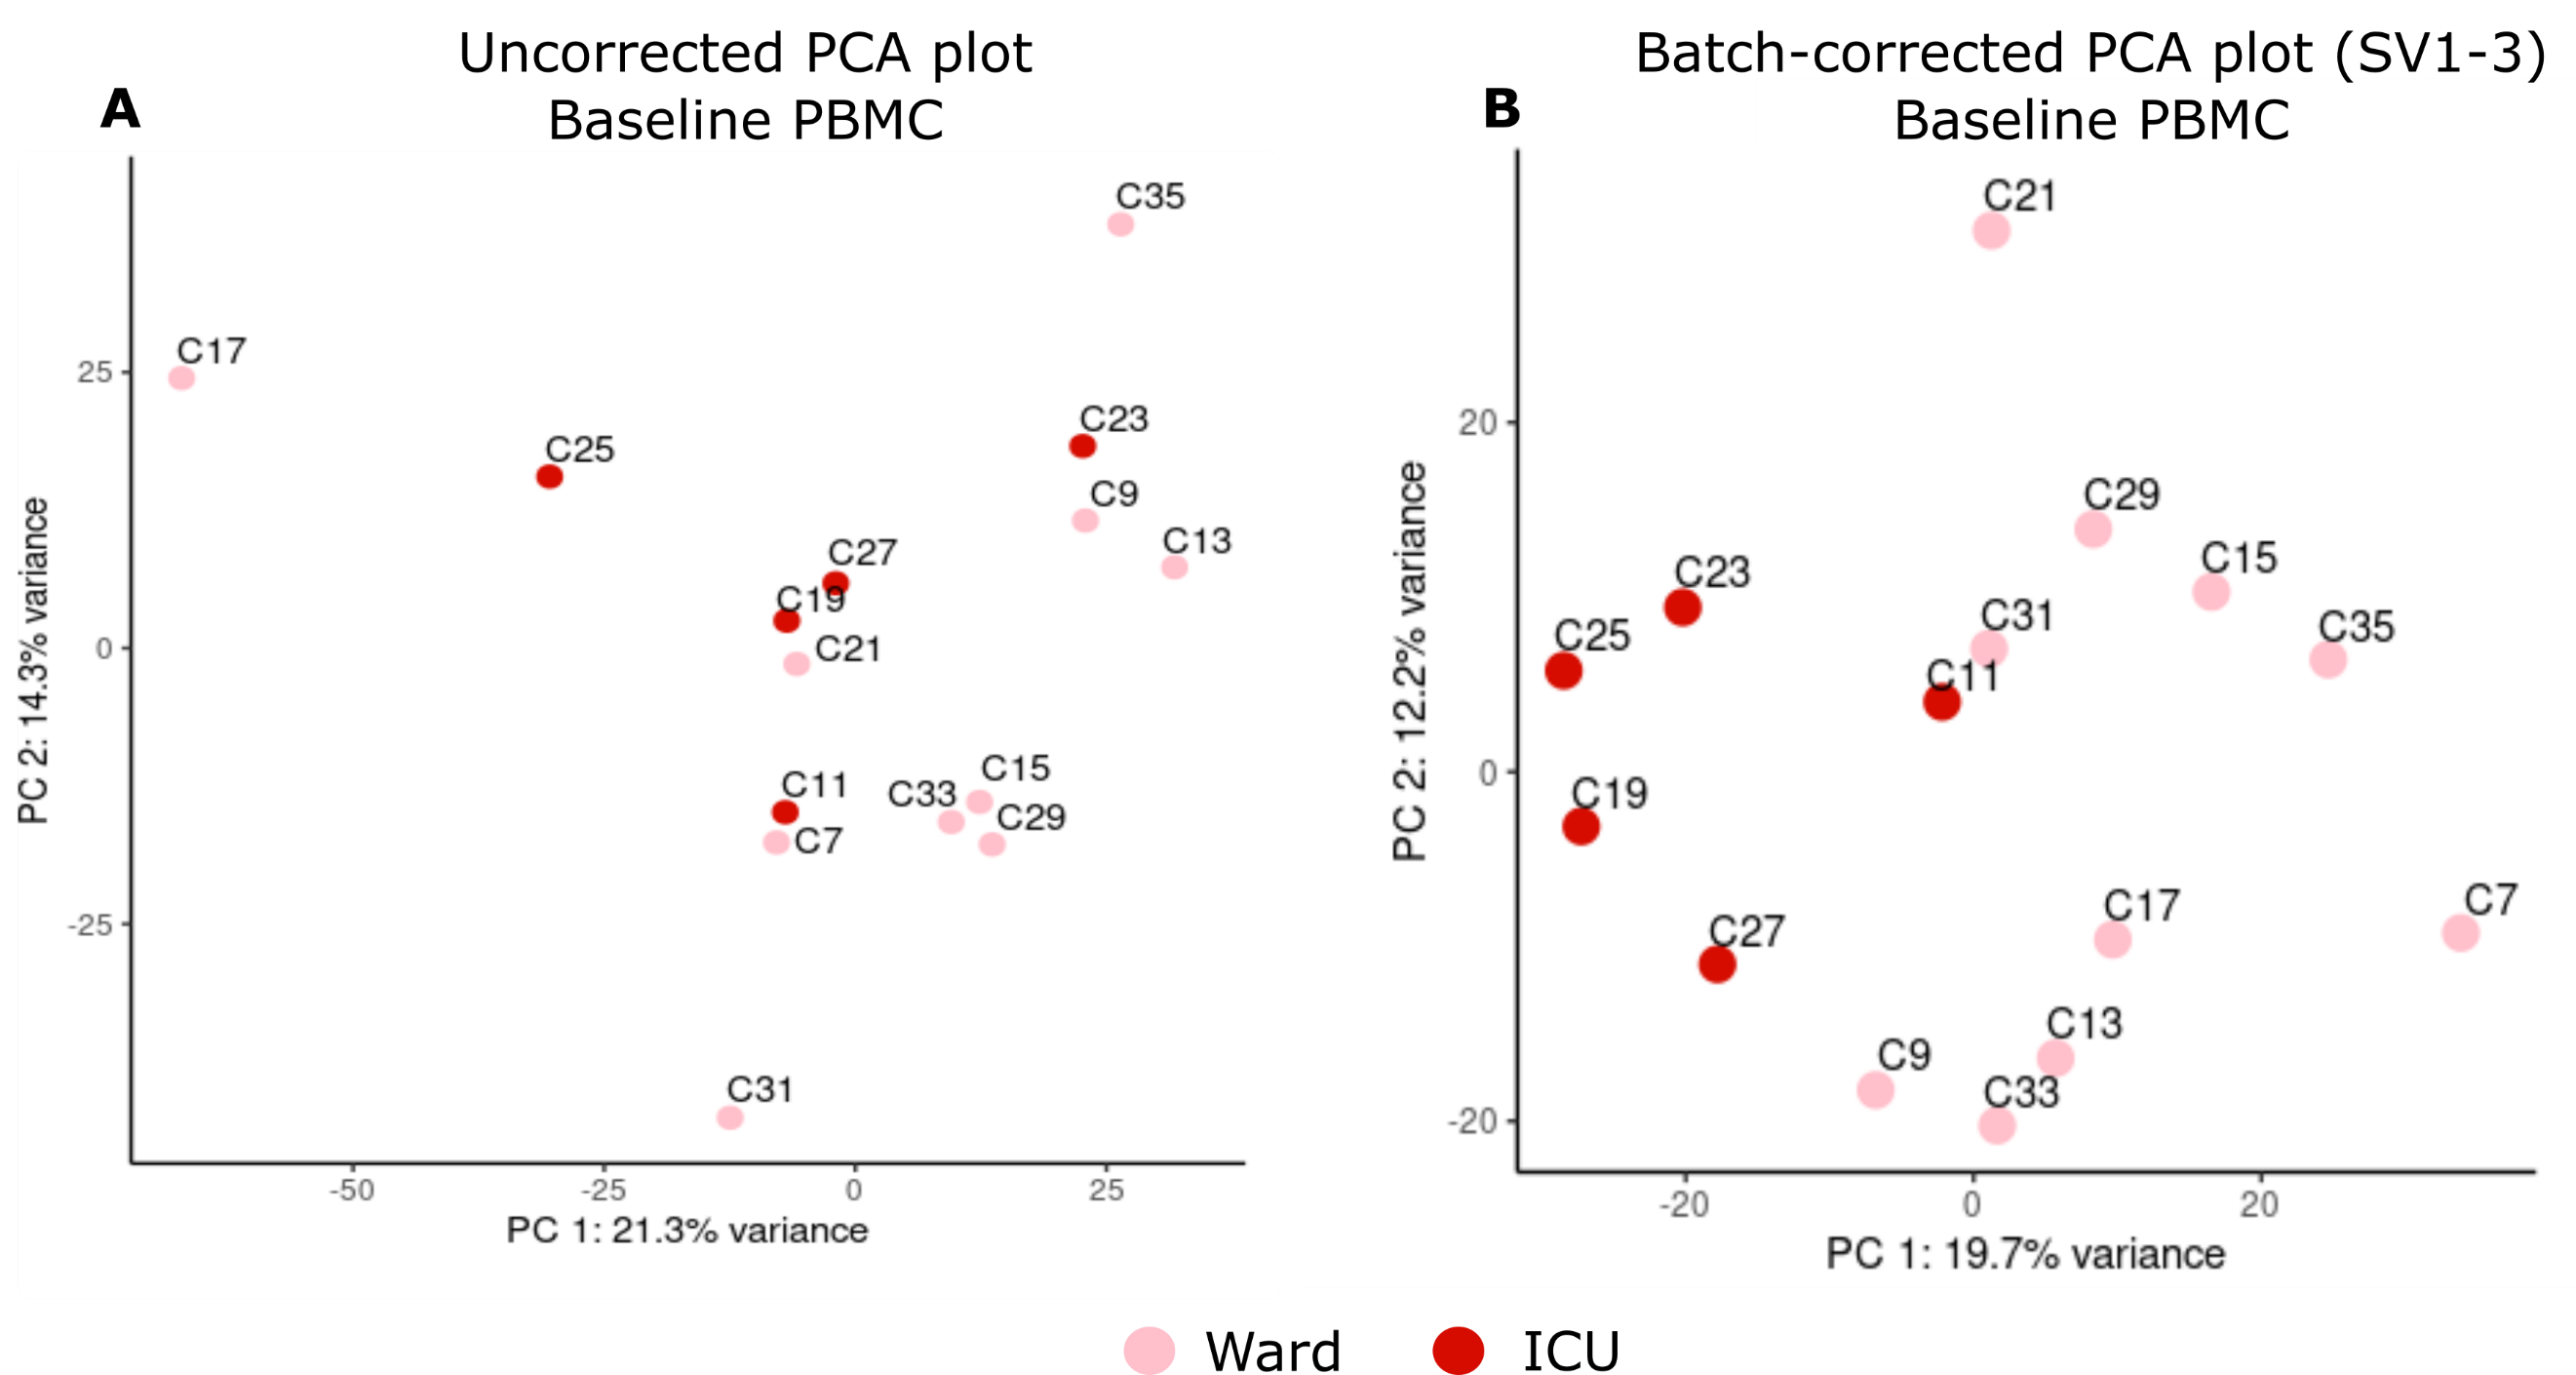 Uncorrected PCA plot
Baseline PBMC
A
C35
C17
25
C23
C25
C9
C13
C27
C19
0
C21
C15
C11
C33
C29
C7
-25
C31
-50
-25
0
25
PC 1: 21.3% variance
PC 2: 14.3% variance
Batch-corrected PCA plot (SV1-3)
Baseline PBMC
B
C21
20
C29
C15
C23
C31
C35
C25
C11
0
C19
C7
C17
C27
C13
C9
C33
-20
-20
0
20
PC 1: 19.7% variance
PC 2: 12.2% variance
Ward
ICU